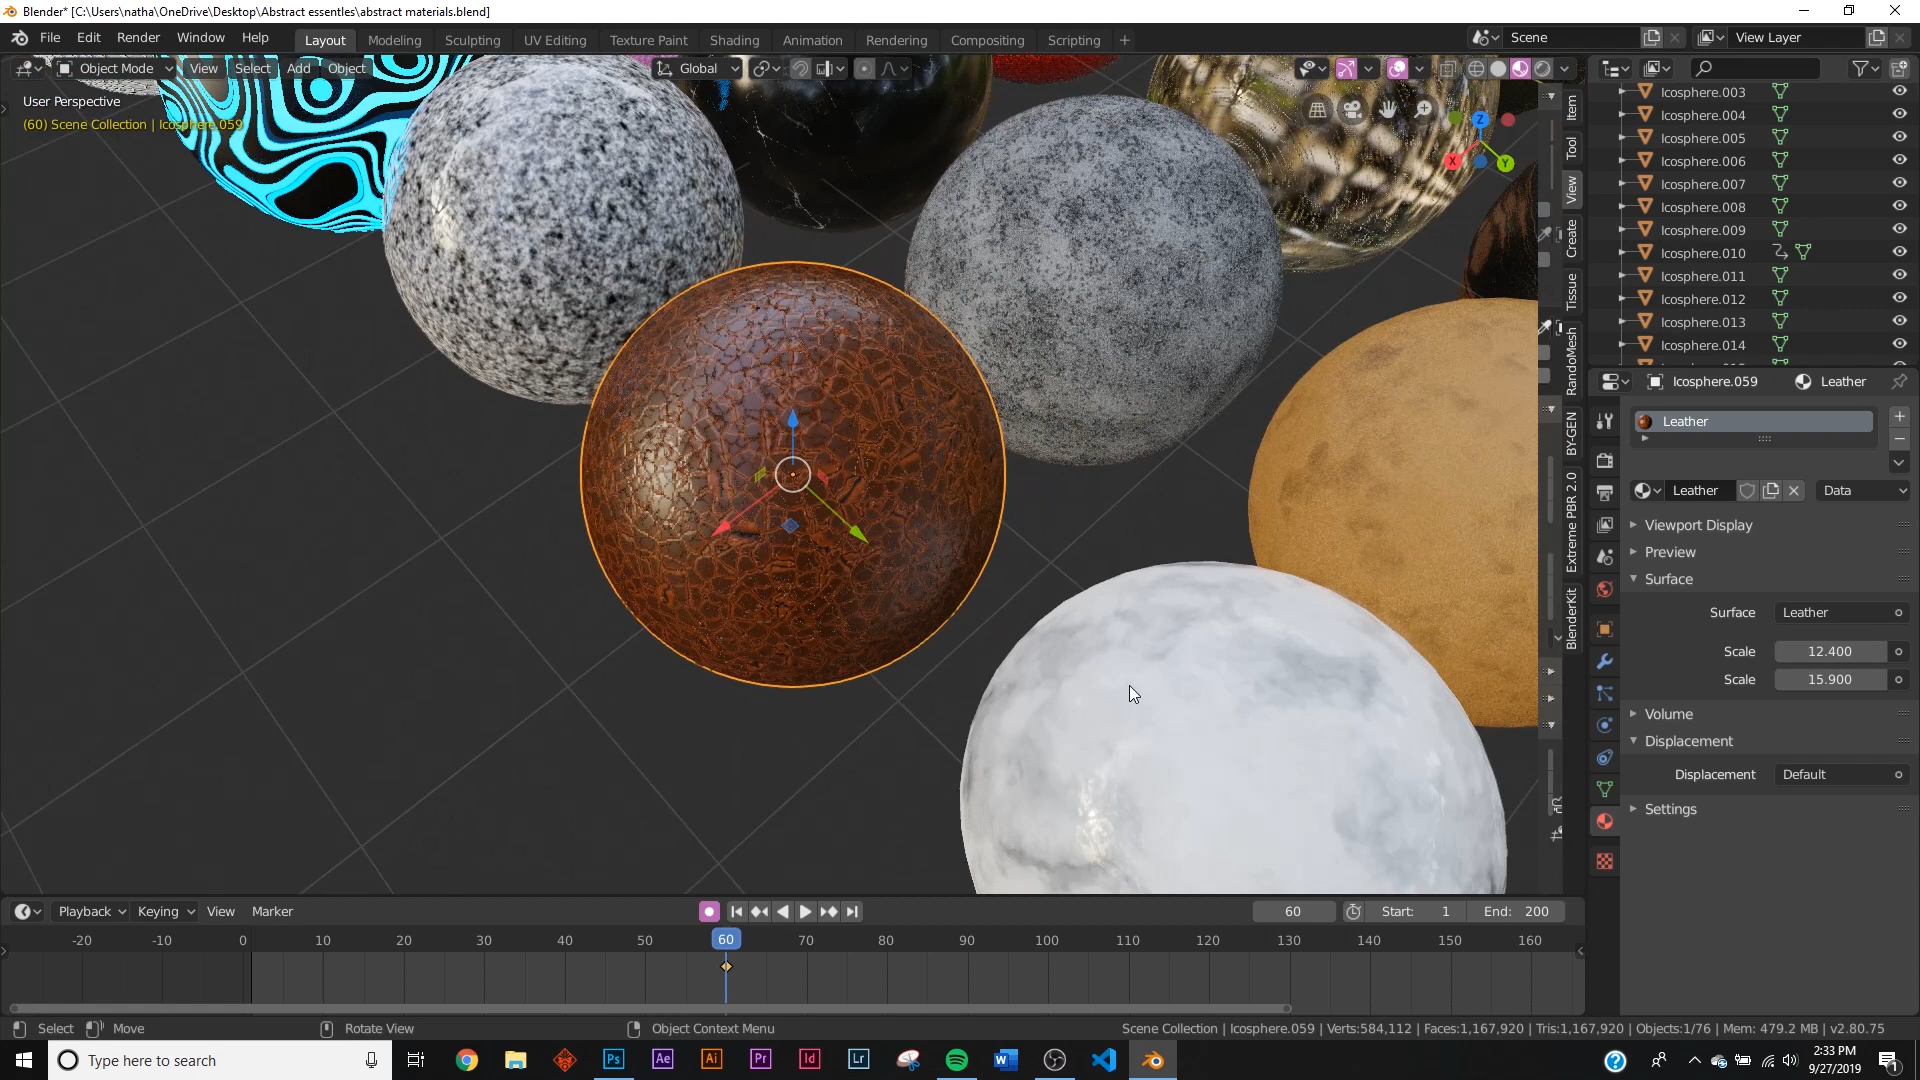 Blender* [C:\Users\natha\OneDrive\Desktop\Abstract essentles\abstract materials.blend]
File Edit Render Window Help Layout Modeling Sculpting UV Editing Texture Paint Shading Animation Rendering Compositing Scripting Scene View Layer
Object Mode View Select Add Object Global
User Perspective
(60) Scene Collection | Icosphere.059
Z
X
Y
Item
Tool
View
Create
Tissue
RandoMesh
BY-GEN
Extreme PBR 2.0
BlenderKit
Icosphere.003
Icosphere.004
Icosphere.005
Icosphere.006
Icosphere.007
Icosphere.008
Icosphere.009
Icosphere.010
Icosphere.011
Icosphere.012
Icosphere.013
Icosphere.014
Icosphere.059 Leather
Leather
Leather Data
Viewport Display
Preview
Surface
Surface Leather
Scale 12.400
Scale 15.900
Volume
Displacement
Displacement Default
Settings
Playback Keying View Marker 60 Start: 1 End: 200
-20 -10 0 10 20 30 40 50 60 70 80 90 100 110 120 130 140 150 160
Select Move Rotate View Object Context Menu Scene Collection | Icosphere.059 | Verts:584,112 | Faces:1,167,920 | Tris:1,167,920 | Objects:1/76 | Mem: 479.2 MB | v2.80.75
Type here to search Ps Ae Ai Pr Id Lr 2:33 PM
9/27/2019
1